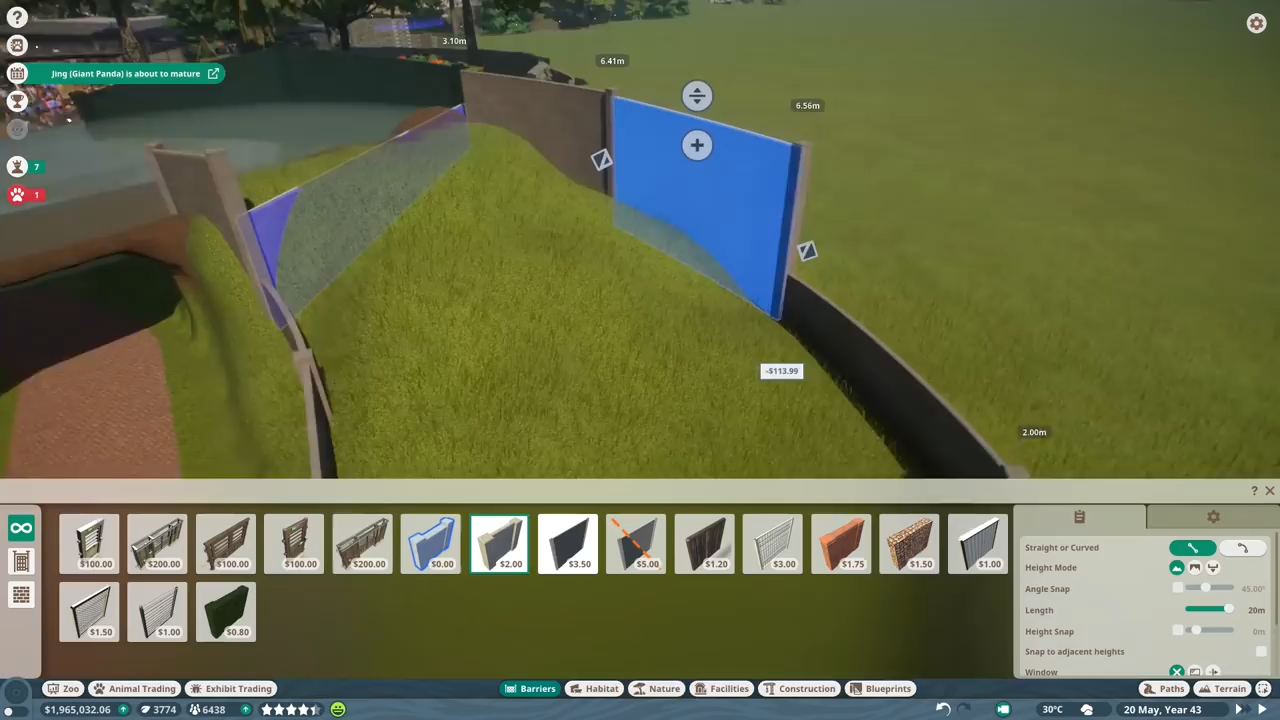 ?
3.10m
6.41m
Jing (Giant Panda) is about to mature
6.56m
7
1
-$113.99
2.00m
?
$100.00 $200.00 $100.00 $100.00 $200.00 $0.00 $2.00 $3.50 $5.00 $1.20 $3.00 $1.75 $1.50 $1.00
Straight or Curved
Height Mode
Angle Snap 45.00°
Length 20m
$1.50 $1.00 $0.80
Height Snap 0m
Snap to adjacent heights
Window
Zoo Animal Trading Exhibit Trading Barriers Habitat Nature Facilities Construction Blueprints Paths Terrain
$1,965,032.06 3774 6438 30°C 20 May, Year 43